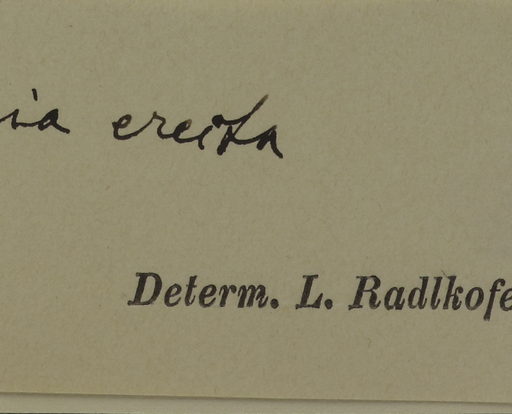 ia erecta
Determ. L. Radlkofe